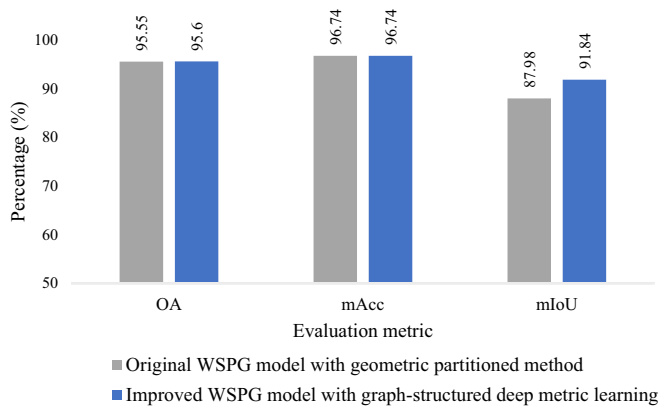 95.55
95.6
96.74
96.74
87.98
91.84
100
90
80
70
60
50
Percentage (%)
OA
mAcc
mIoU
Evaluation metric
Original WSPG model with geometric partitioned method
Improved WSPG model with graph-structured deep metric learning